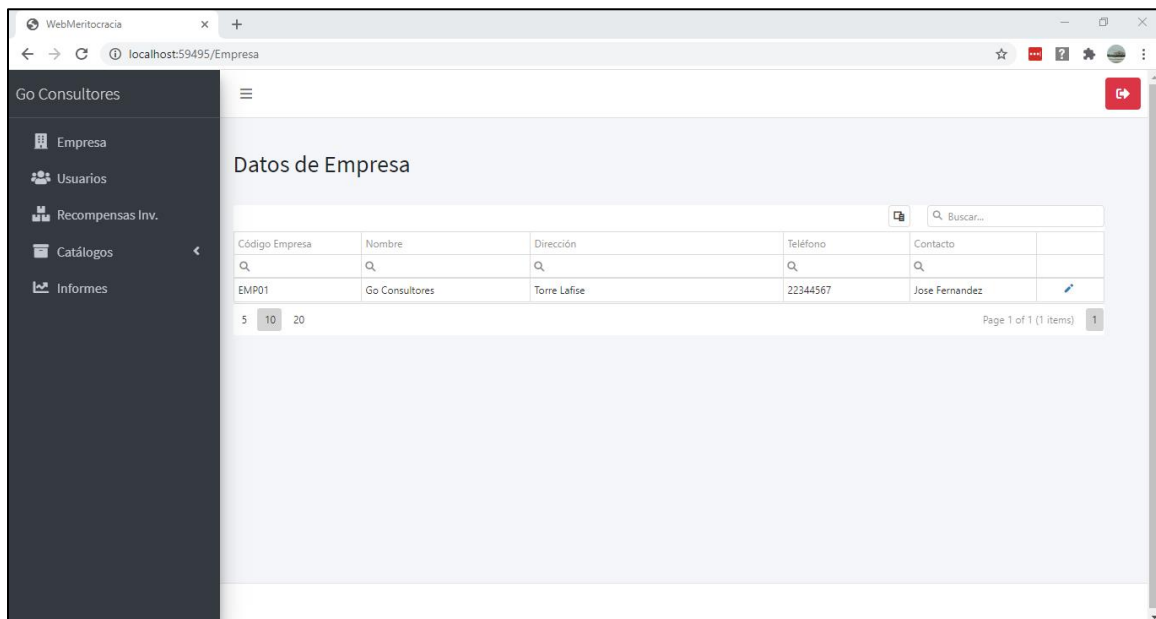 WebMeritocracia
localhost:59495/Empresa
Go Consultores
Empresa
Usuarios
Recompensas Inv.
Catálogos
Informes
Datos de Empresa
Buscar...
Código Empresa Nombre Dirección Teléfono Contacto
EMP01 Go Consultores Torre Lafise 22344567 Jose Fernandez
5 10 20 Page 1 of 1 (1 items) 1